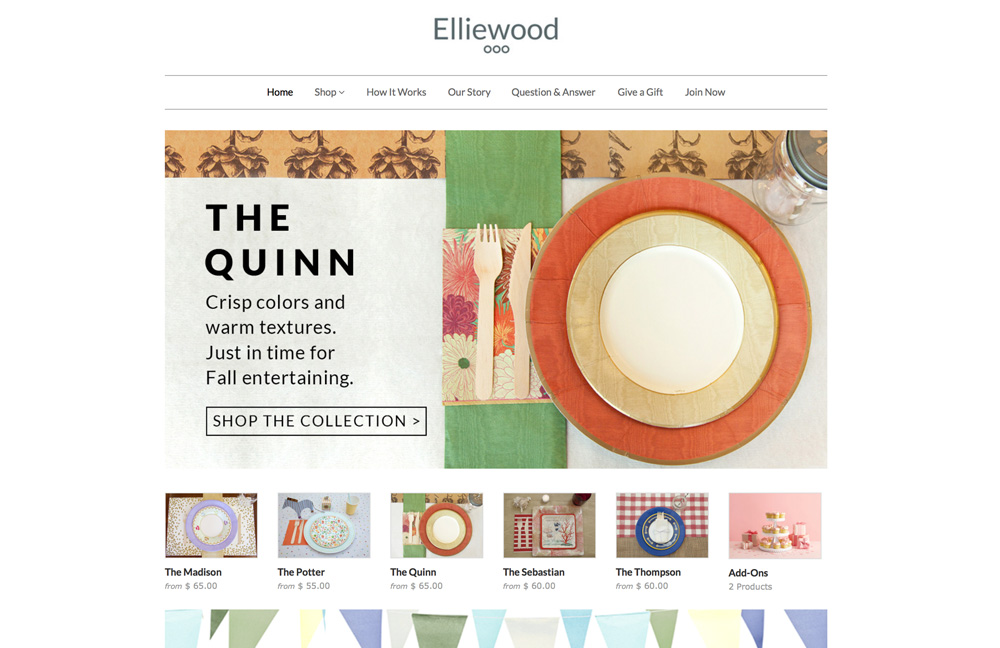 Elliewood
Home Shop How It Works Our Story Question & Answer Give a Gift Join Now
THE
QUINN
Crisp colors and
warm textures.
Just in time for
Fall entertaining.
SHOP THE COLLECTION >
The Madison The Potter The Quinn The Sebastian The Thompson Add-Ons
from $ 65.00 from $ 55.00 from $ 65.00 from $ 60.00 from $ 60.00 2 Products